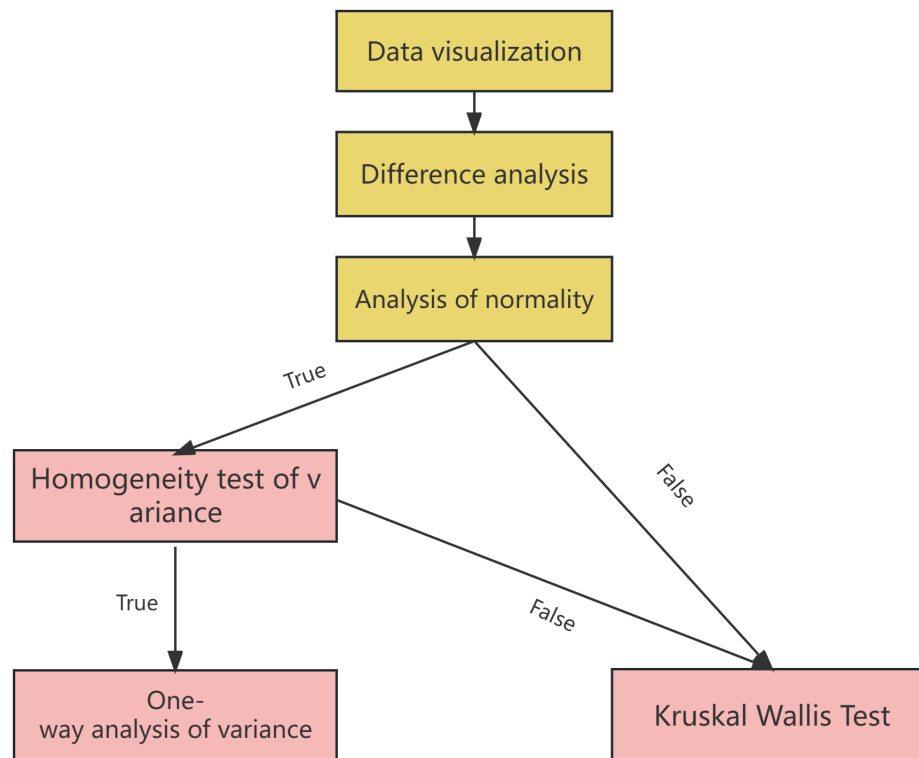 Data visualization
Difference analysis
Analysis of normality
True
False
Homogeneity test of v
ariance
True
False
One-
way analysis of variance
Kruskal Wallis Test